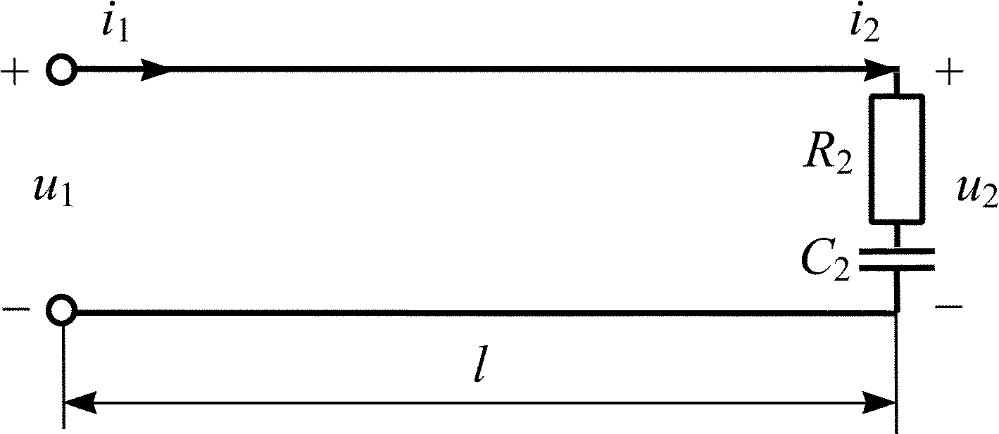 i1 i2
+ +
R2
u1 u2
C2
− −
l